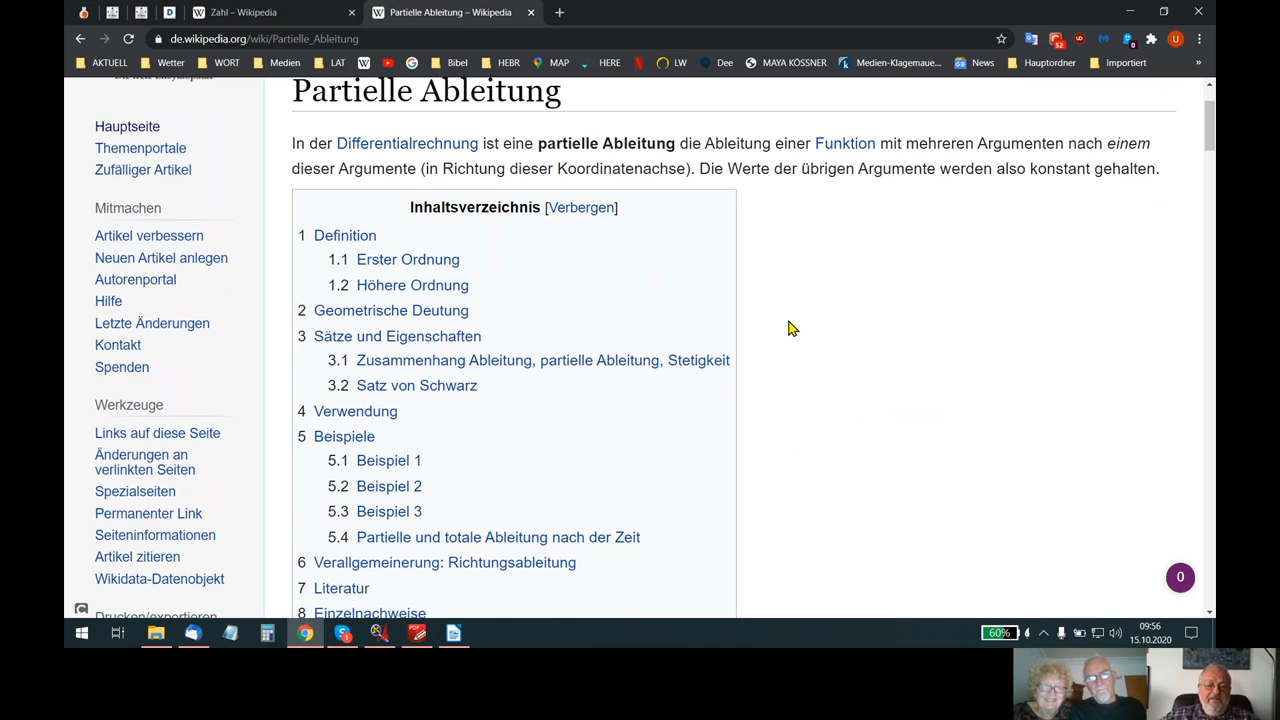 Zahl – Wikipedia
Partielle Ableitung – Wikipedia
de.wikipedia.org/wiki/Partielle_Ableitung
52
0
U
AKTUELL Wetter WORT Medien LAT Bibel HEBR MAP HERE LW Dee MAYA KÖSSNER Medien-Klagemaue... News Hauptordner Importiert »
Partielle Ableitung
In der Differentialrechnung ist eine partielle Ableitung die Ableitung einer Funktion mit mehreren Argumenten nach einem
dieser Argumente (in Richtung dieser Koordinatenachse). Die Werte der übrigen Argumente werden also konstant gehalten.
Hauptseite
Themenportale
Zufälliger Artikel
Mitmachen
Artikel verbessern
Neuen Artikel anlegen
Autorenportal
Hilfe
Letzte Änderungen
Kontakt
Spenden
Werkzeuge
Links auf diese Seite
Änderungen an
verlinkten Seiten
Spezialseiten
Permanenter Link
Seiteninformationen
Artikel zitieren
Wikidata-Datenobjekt
Drucken/exportieren
Inhaltsverzeichnis [Verbergen]
1 Definition
1.1 Erster Ordnung
1.2 Höhere Ordnung
2 Geometrische Deutung
3 Sätze und Eigenschaften
3.1 Zusammenhang Ableitung, partielle Ableitung, Stetigkeit
3.2 Satz von Schwarz
4 Verwendung
5 Beispiele
5.1 Beispiel 1
5.2 Beispiel 2
5.3 Beispiel 3
5.4 Partielle und totale Ableitung nach der Zeit
6 Verallgemeinerung: Richtungsableitung
7 Literatur
8 Einzelnachweise
0
60%
09:56
15.10.2020